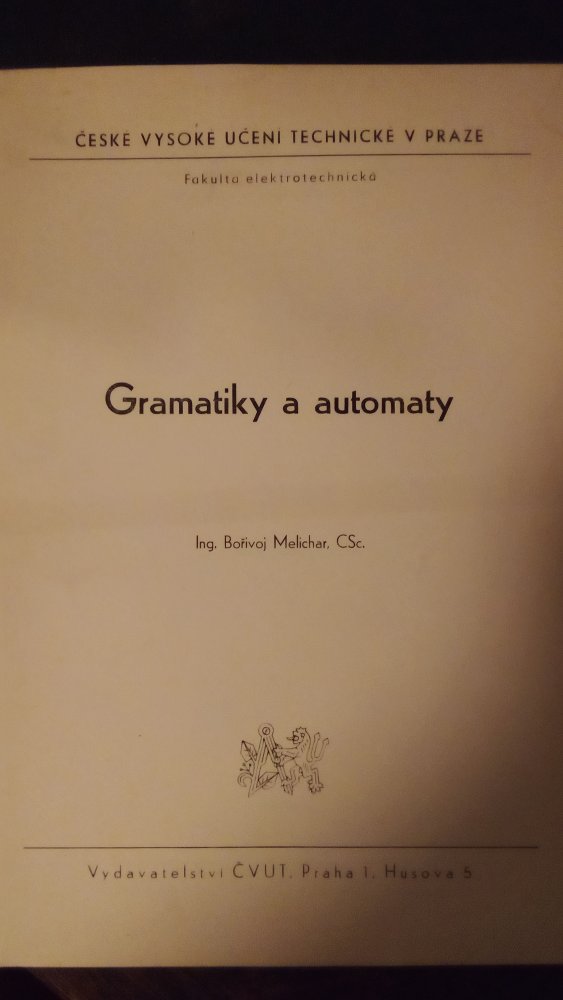 ČESKÉ VYSOKÉ UČENÍ TECHNICKÉ V PRAZE
Fakulta elektrotechnická
Gramatiky a automaty
Ing. Bořivoj Melichar, CSc.
Vydavatelství ČVUT, Praha 1, Husova 5